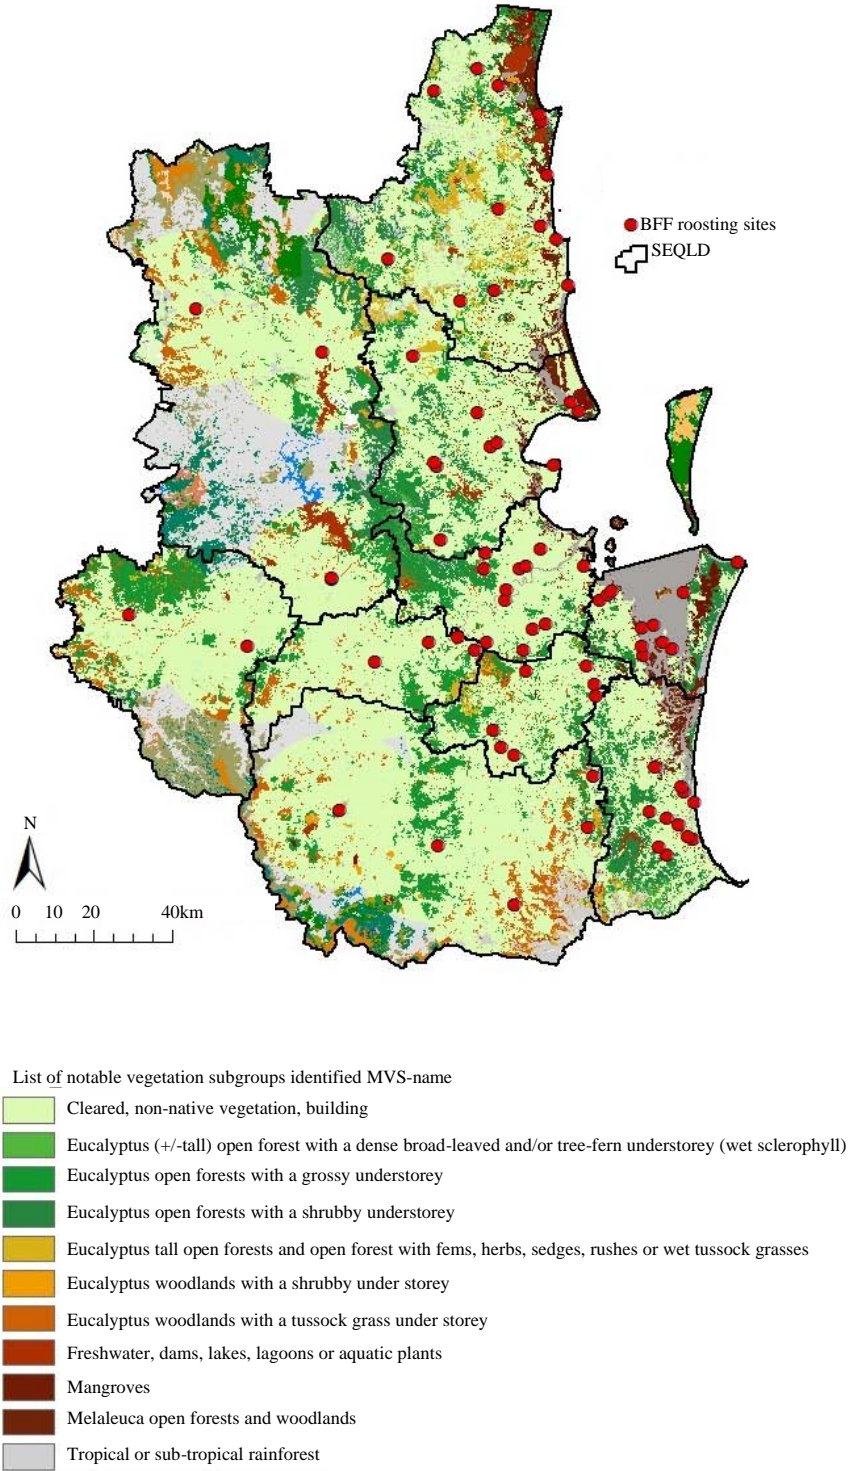 BFF roosting sites
SEQLD
N
0 10 20 40km
List of notable vegetation subgroups identified MVS-name
Cleared, non-native vegetation, building
Eucalyptus (+/-tall) open forest with a dense broad-leaved and/or tree-fern understorey (wet sclerophyll)
Eucalyptus open forests with a grossy understorey
Eucalyptus open forests with a shrubby understorey
Eucalyptus tall open forests and open forest with fems, herbs, sedges, rushes or wet tussock grasses
Eucalyptus woodlands with a shrubby under storey
Eucalyptus woodlands with a tussock grass under storey
Freshwater, dams, lakes, lagoons or aquatic plants
Mangroves
Melaleuca open forests and woodlands
Tropical or sub-tropical rainforest